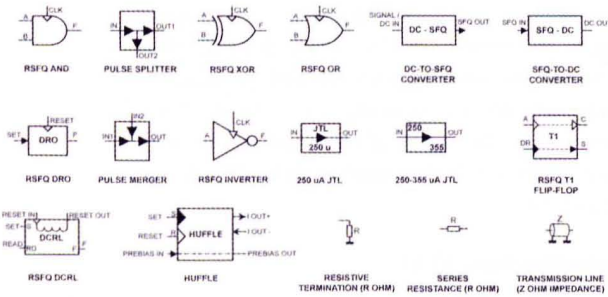 CLK
A
B
F
RSFQ AND
IN
OUT1
OUT2
PULSE SPLITTER
CLK
A
B
F
RSFQ XOR
CLK
A
B
F
RSFQ OR
SIGNAL /
DC IN
DC - SFQ
SFQ OUT
DC-TO-SFQ
CONVERTER
SFQ IN
SFQ - DC
DC OUT
SFQ-TO-DC
CONVERTER
RESET
SET
DRO
F
RSFQ DRO
IN2
IN1
OUT
PULSE MERGER
CLK
A
F
RSFQ INVERTER
JTL
IN
OUT
250 u
250 uA JTL
250
IN
OUT
355
250-355 uA JTL
A
C
T1
DR
S
RSFQ T1
FLIP-FLOP
RESET IN
RESET OUT
SET
S
DCRL
READ
RO
F
F
RSFQ DCRL
SET
S
I OUT+
RESET
R
HUFFLE
I OUT-
PREBIAS IN
PREBIAS OUT
HUFFLE
R
RESISTIVE
TERMINATION (R OHM)
R
SERIES
RESISTANCE (R OHM)
Z
TRANSMISSION LINE
(Z OHM IMPEDANCE)